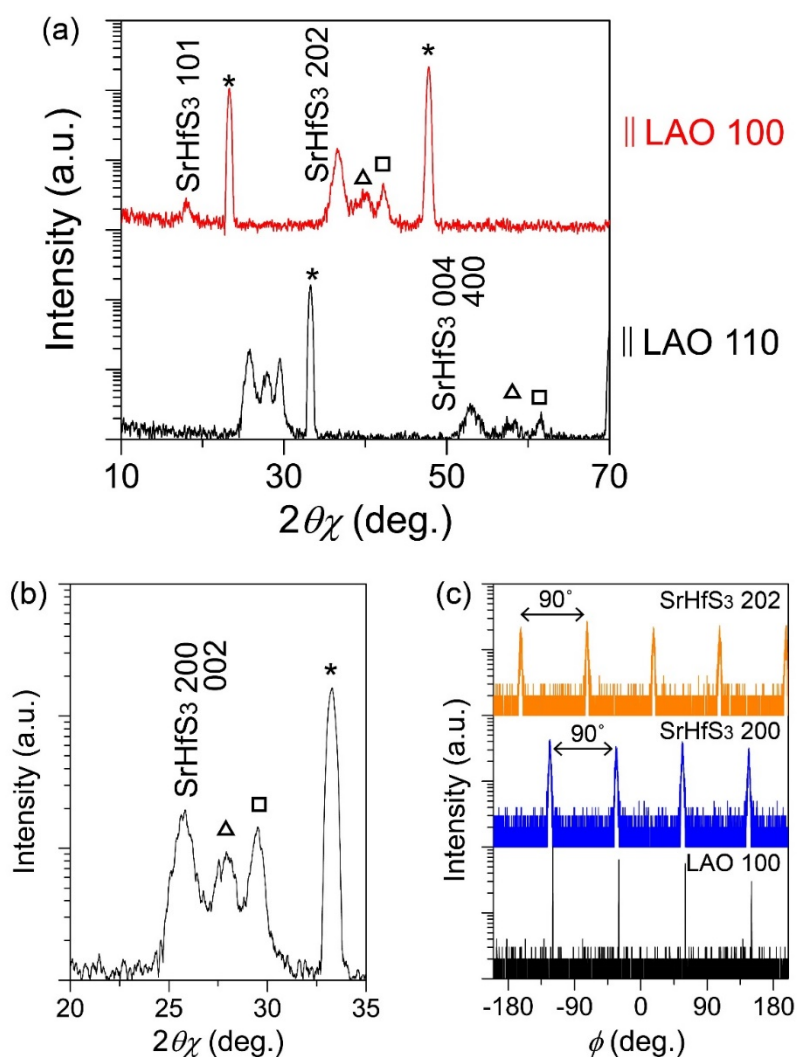 (a)
Intensity (a.u.)
SrHfS3 101
*
SrHfS3 202
△
□
*
|| LAO 100
*
SrHfS3 004
400
△
□
|| LAO 110
10
30
50
70
2θχ (deg.)
(b)
Intensity (a.u.)
SrHfS3 200
002
△
□
*
20
25
30
35
2θχ (deg.)
(c)
Intensity (a.u.)
SrHfS3 202
90°
SrHfS3 200
90°
LAO 100
-180
-90
0
90
180
ϕ (deg.)